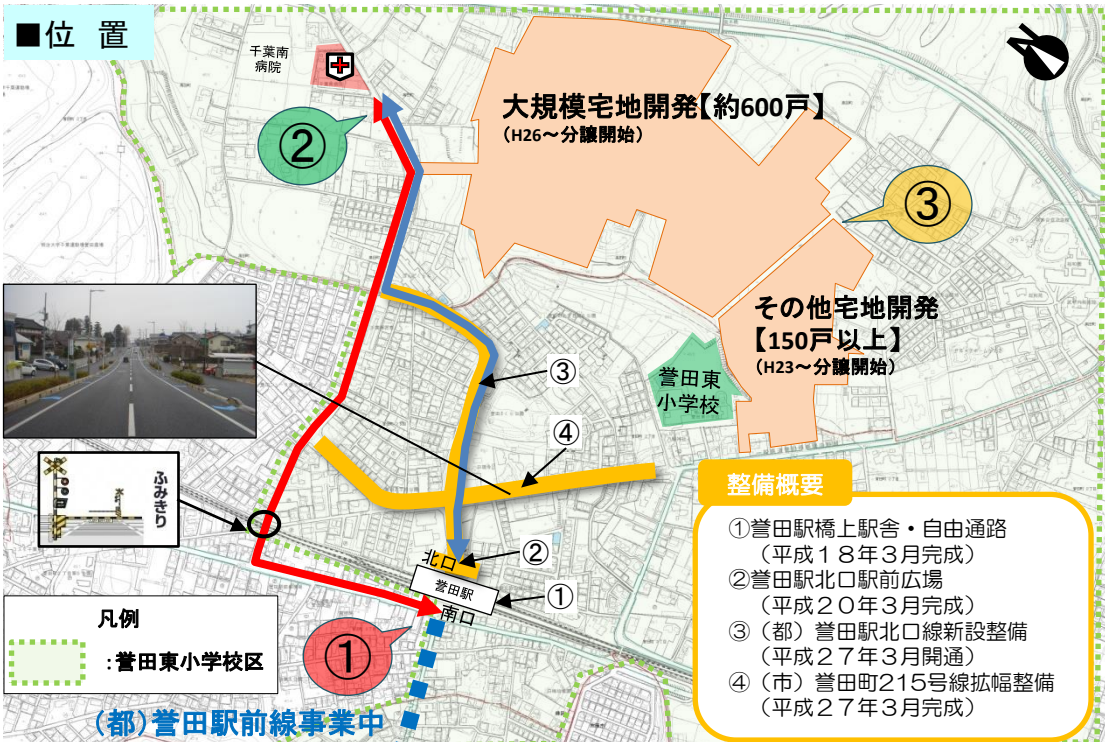 ■位 置
千葉南
病院
②
大規模宅地開発【約600戸】
(H26～分譲開始)
③
その他宅地開発
【150戸以上】
(H23～分譲開始)
誉田東
小学校
③
④
ふみきり
北口
②
誉田駅
①
南口
①
凡例
:誉田東小学校区
(都)誉田駅前線事業中
整備概要
①誉田駅橋上駅舎・自由通路
(平成18年3月完成)
②誉田駅北口駅前広場
(平成20年3月完成)
③(都)誉田駅北口線新設整備
(平成27年3月開通)
④(市)誉田町215号線拡幅整備
(平成27年3月完成)